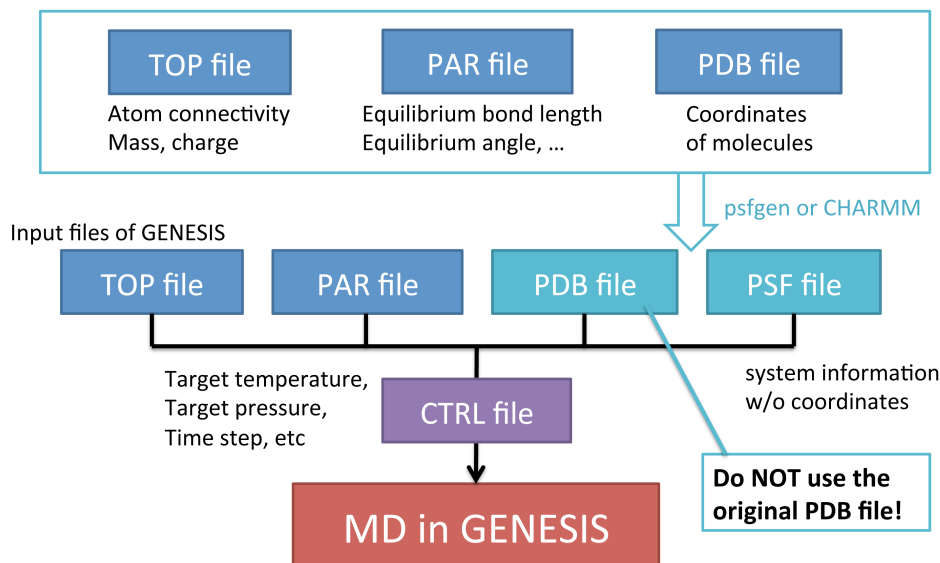 TOP file
PAR file
PDB file
Atom connectivity
Mass, charge
Equilibrium bond length
Equilibrium angle, ...
Coordinates
of molecules
psfgen or CHARMM
Input files of GENESIS
TOP file
PAR file
PDB file
PSF file
Target temperature,
Target pressure,
Time step, etc
CTRL file
system information
w/o coordinates
Do NOT use the
original PDB file!
MD in GENESIS